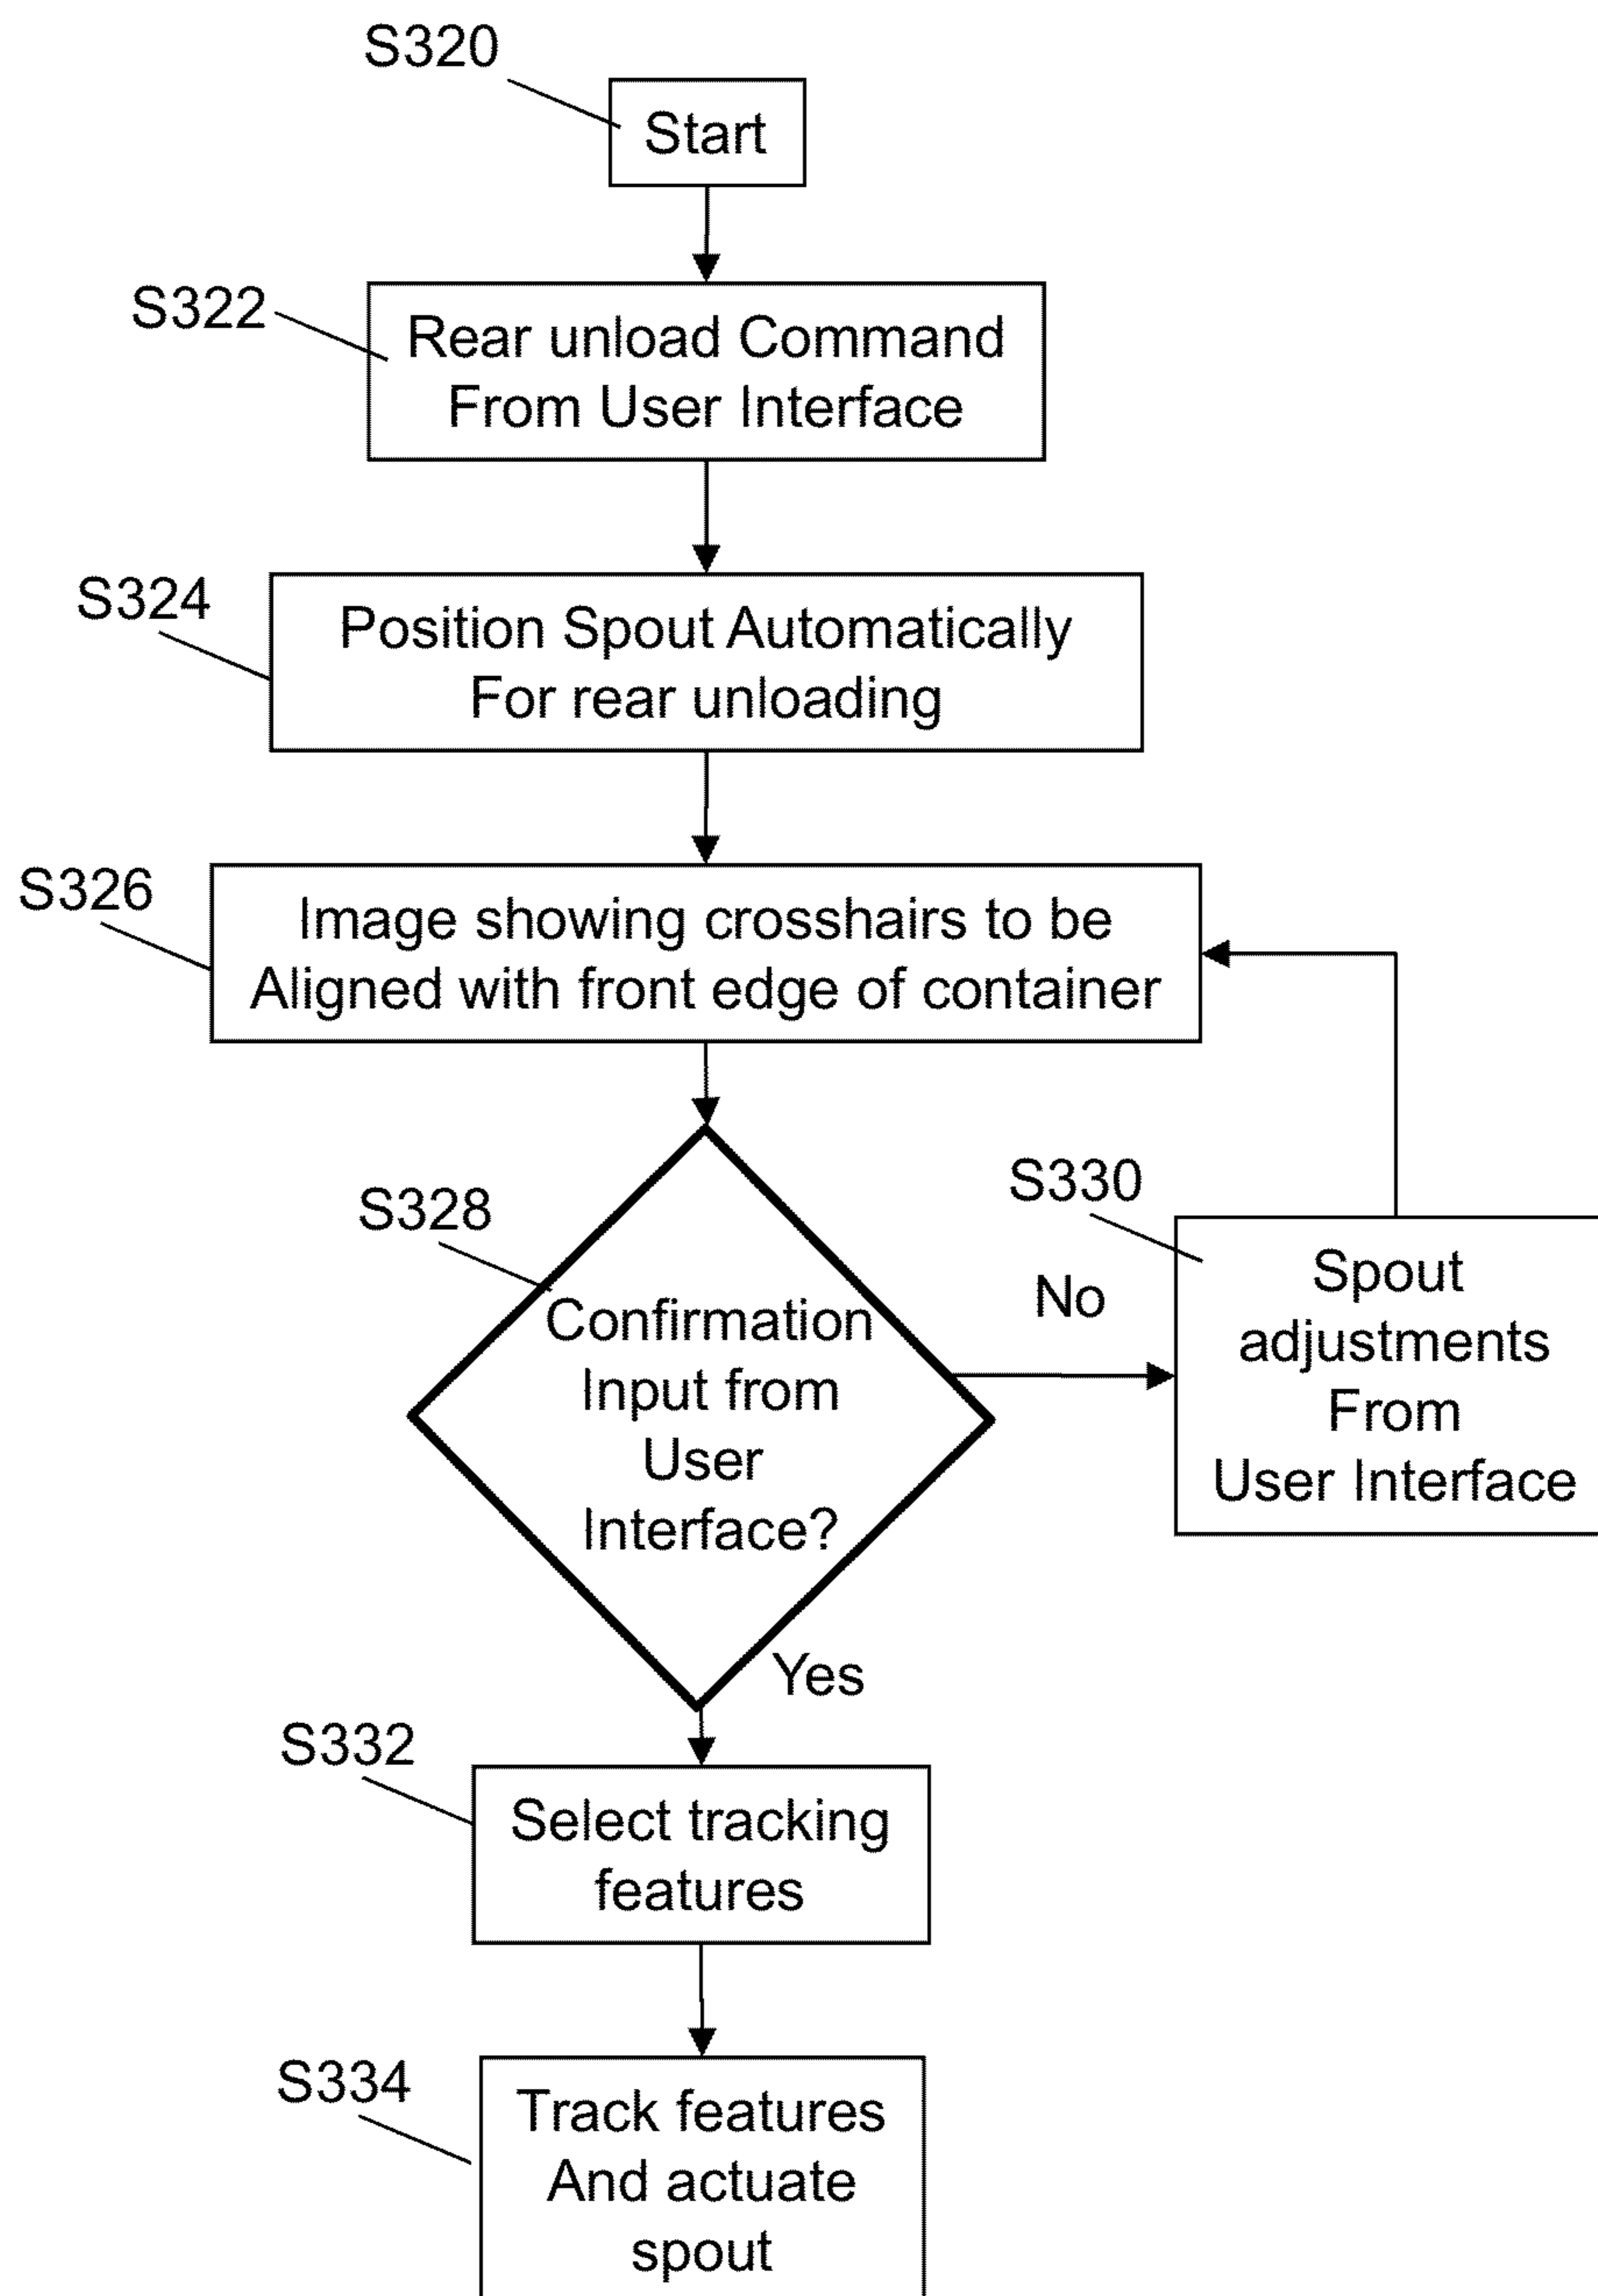 S320
Start
S322
Rear unload Command
From User Interface
S324
Position Spout Automatically
For rear unloading
S326
Image showing crosshairs to be
Aligned with front edge of container
S328
Confirmation
Input from
User
Interface?
No
S330
Spout
adjustments
From
User Interface
Yes
S332
Select tracking
features
S334
Track features
And actuate
spout